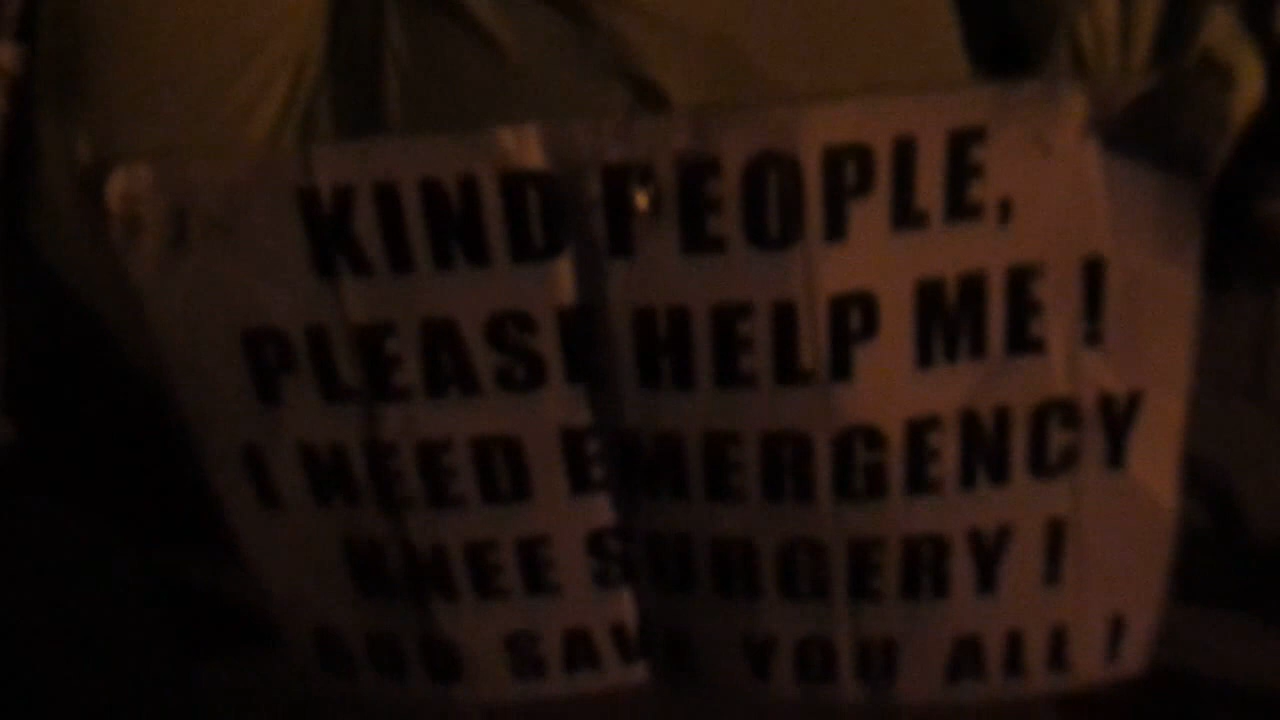 KIND PEOPLE,
PLEASE HELP ME !
I NEED EMERGENCY
KNEE SURGERY !
SAVE YOU ALL !